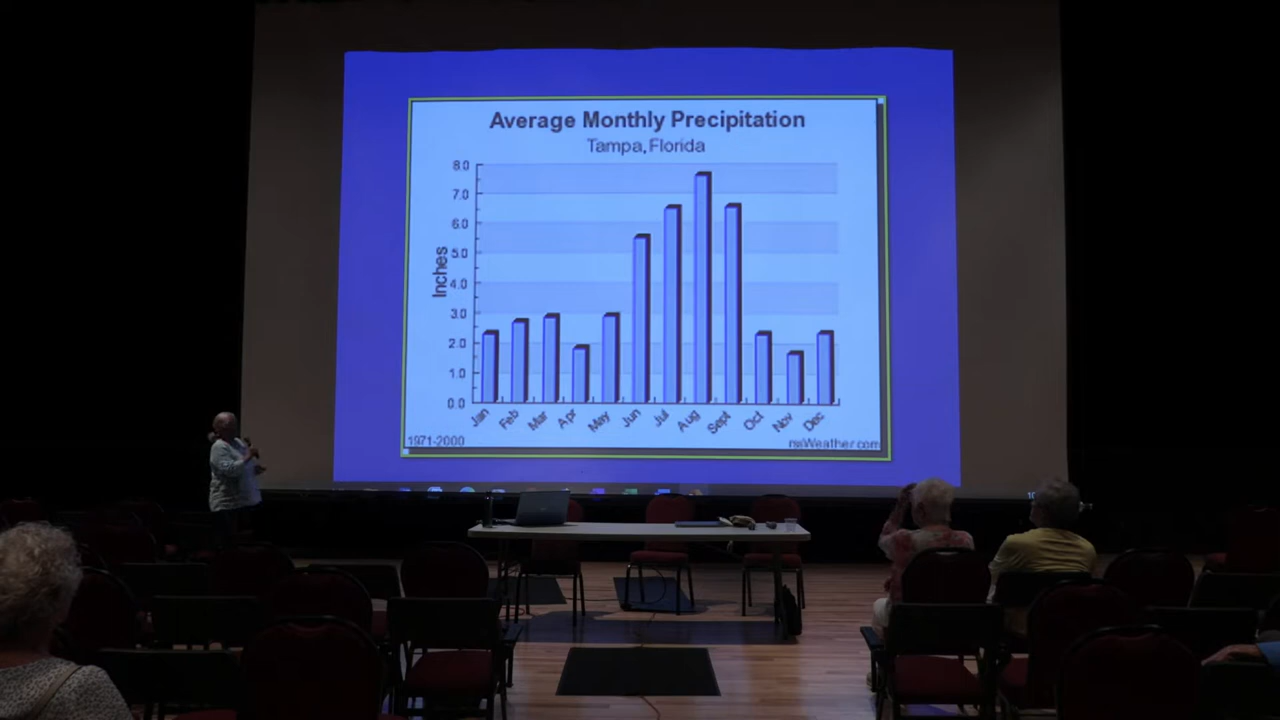 Average Monthly Precipitation
Tampa, Florida
8.0
7.0
6.0
5.0
4.0
3.0
2.0
1.0
0.0
Inches
Jan Feb Mar Apr May Jun Jul Aug Sept Oct Nov Dec
1971-2000
rssWeather.com